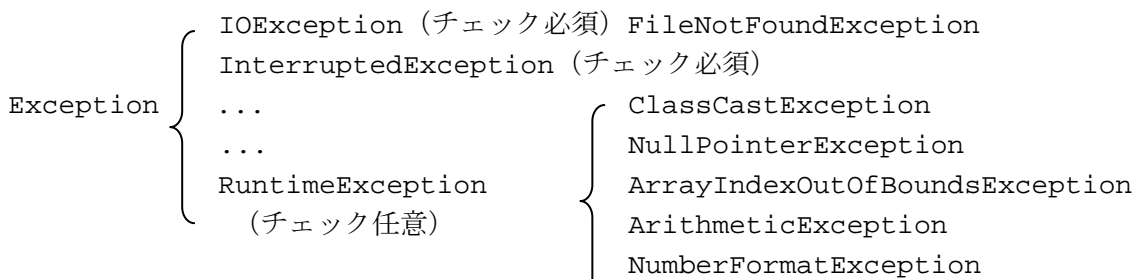 IOException（チェック必須）FileNotFoundException
InterruptedException（チェック必須）
Exception ... ClassCastException
... NullPointerException
RuntimeException ArrayIndexOutOfBoundsException
（チェック任意） ArithmeticException
NumberFormatException